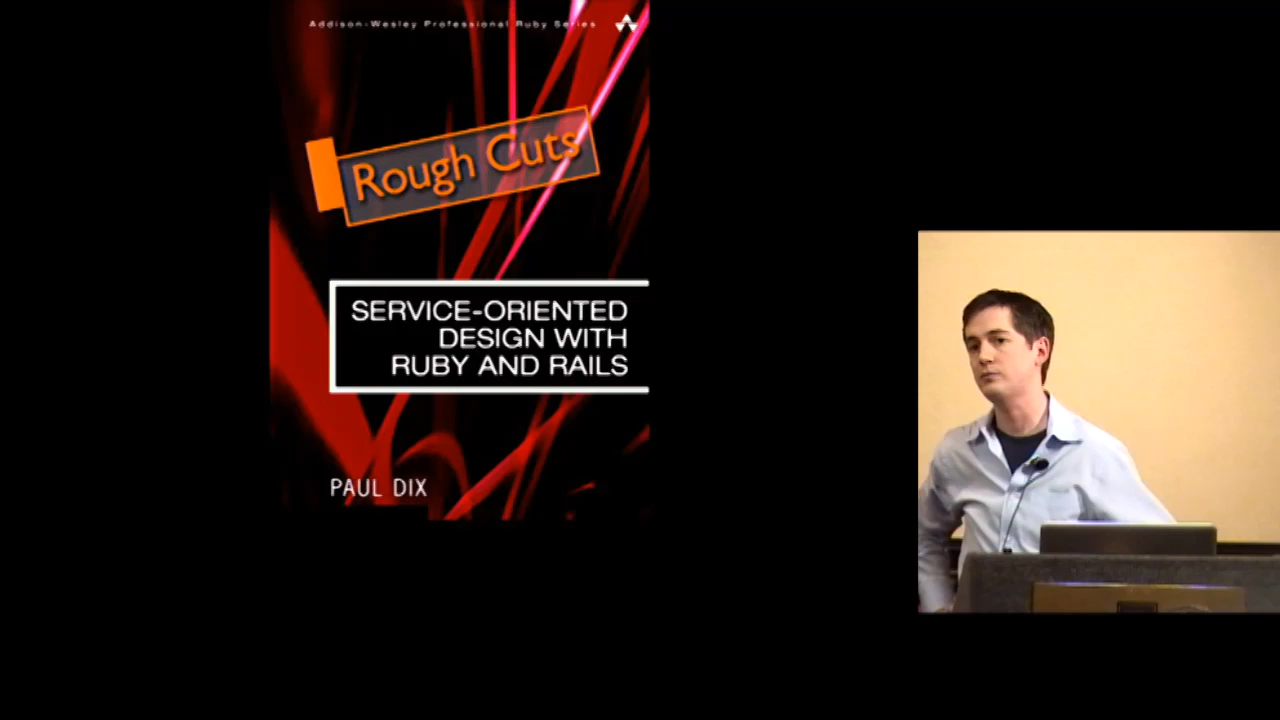 Addison-Wesley Professional Ruby Series
Rough Cuts
SERVICE-ORIENTED
DESIGN WITH
RUBY AND RAILS
PAUL DIX